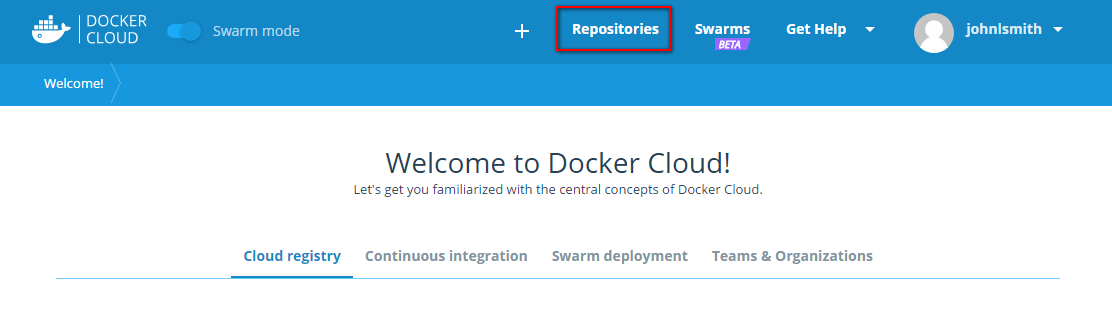 DOCKER
CLOUD
Swarm mode
+
Repositories
Swarms
BETA
Get Help
johnlsmith
Welcome!
Welcome to Docker Cloud!
Let's get you familiarized with the central concepts of Docker Cloud.
Cloud registry Continuous integration Swarm deployment Teams & Organizations